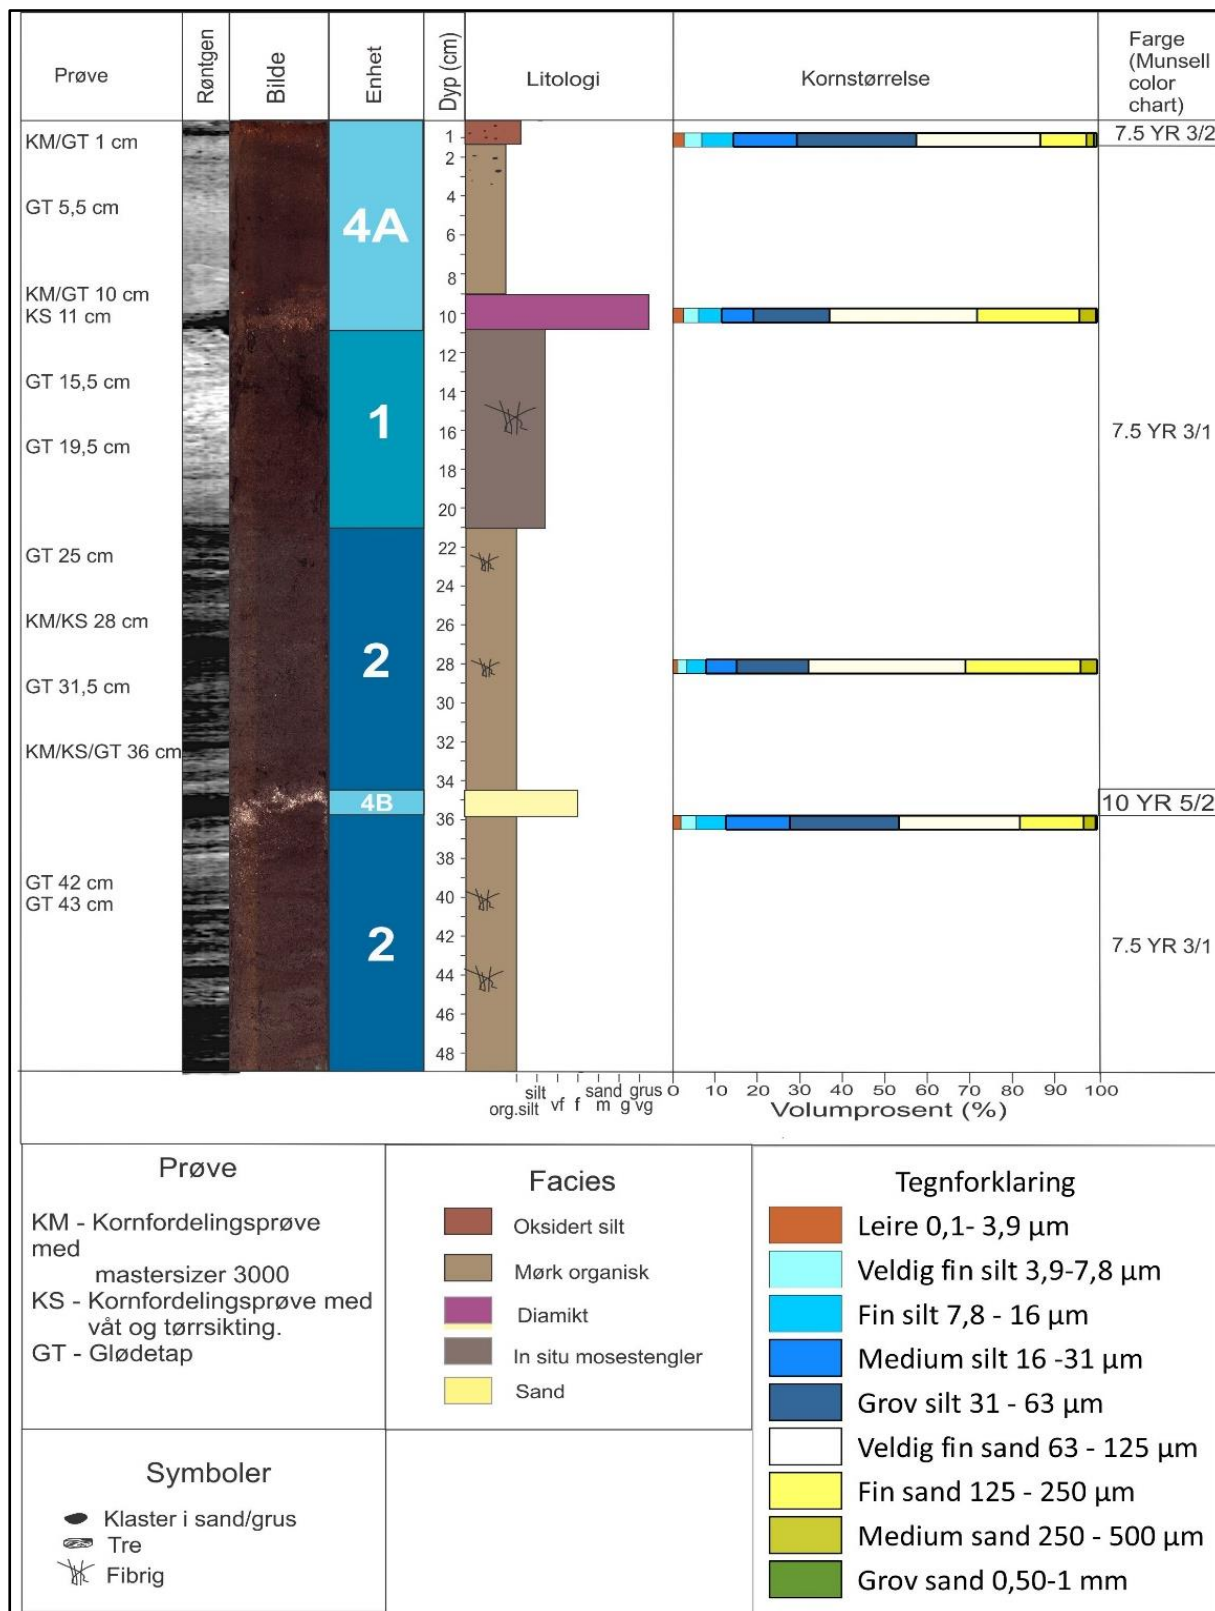 Prøve
Røntgen
Bilde
Enhet
Dyp (cm)
Litologi
Kornstørrelse
Farge
(Munsell
color
chart)
KM/GT 1 cm
GT 5,5 cm
KM/GT 10 cm
KS 11 cm
GT 15,5 cm
GT 19,5 cm
GT 25 cm
KM/KS 28 cm
GT 31,5 cm
KM/KS/GT 36 cm
GT 42 cm
GT 43 cm
4A
1
2
4B
2
1
2
4
6
8
10
12
14
16
18
20
22
24
26
28
30
32
34
36
38
40
42
44
46
48
7.5 YR 3/2
7.5 YR 3/1
10 YR 5/2
7.5 YR 3/1
org.silt silt vf f sand m g grus vg
0 10 20 30 40 50 60 70 80 90 100
Volumprosent (%)
Prøve
KM - Kornfordelingsprøve
med
mastersizer 3000
KS - Kornfordelingsprøve med
våt og tørrsikting.
GT - Glødetap
Symboler
Klaster i sand/grus
Tre
Fibrig
Facies
Oksidert silt
Mørk organisk
Diamikt
In situ mosestengler
Sand
Tegnforklaring
Leire 0,1- 3,9 µm
Veldig fin silt 3,9-7,8 µm
Fin silt 7,8 - 16 µm
Medium silt 16 -31 µm
Grov silt 31 - 63 µm
Veldig fin sand 63 - 125 µm
Fin sand 125 - 250 µm
Medium sand 250 - 500 µm
Grov sand 0,50-1 mm